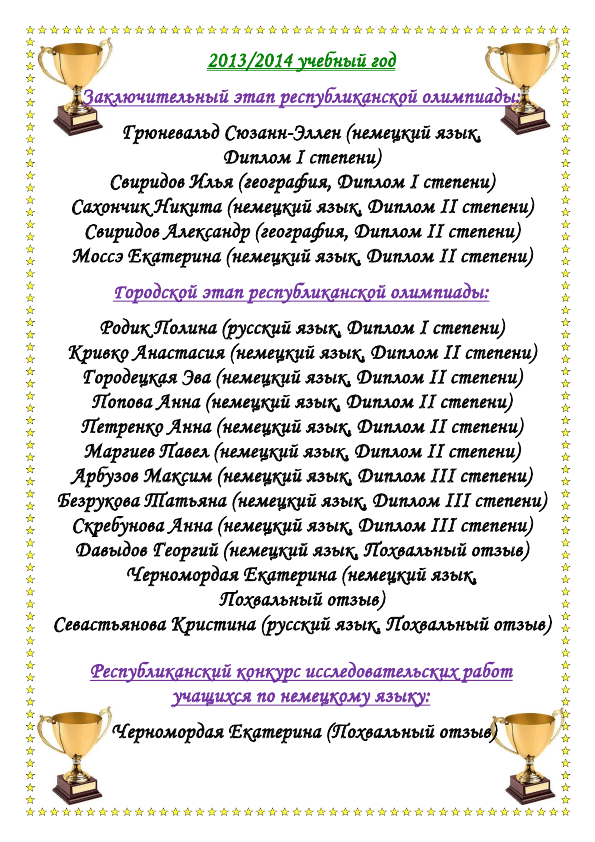 2013/2014 учебный год
Заключительный этап республиканской олимпиады:
Грюневальд Сюзанн-Эллен (немецкий язык,
Диплом I степени)
Свиридов Илья (география, Диплом I степени)
Сахончик Никита (немецкий язык, Диплом II степени)
Свиридов Александр (география, Диплом II степени)
Моссэ Екатерина (немецкий язык, Диплом II степени)
Городской этап республиканской олимпиады:
Родик Полина (русский язык, Диплом I степени)
Кривко Анастасия (немецкий язык, Диплом II степени)
Городецкая Эва (немецкий язык, Диплом II степени)
Попова Анна (немецкий язык, Диплом II степени)
Петренко Анна (немецкий язык, Диплом II степени)
Маргиев Павел (немецкий язык, Диплом II степени)
Арбузов Максим (немецкий язык, Диплом III степени)
Безрукова Татьяна (немецкий язык, Диплом III степени)
Скребунова Анна (немецкий язык, Диплом III степени)
Давыдов Георгий (немецкий язык, Похвальный отзыв)
Черномордая Екатерина (немецкий язык,
Похвальный отзыв)
Севастьянова Кристина (русский язык, Похвальный отзыв)
Республиканский конкурс исследовательских работ
учащихся по немецкому языку:
Черномордая Екатерина (Похвальный отзыв)